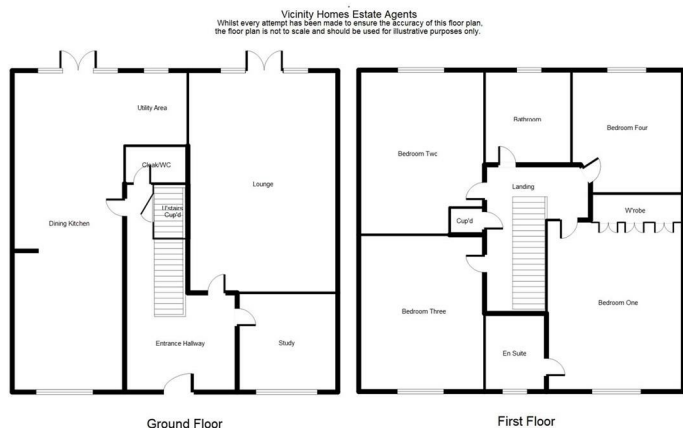 Vicinity Homes Estate Agents
Whilst every attempt has been made to ensure the accuracy of this floor plan,
the floor plan is not to scale and should be used for illustrative purposes only.
Utility Area
Cloak/WC
Lounge
U'stairs
Cup'd
Dining Kitchen
Entrance Hallway
Study
Ground Floor
Bathroom
Bedroom Four
Bedroom Two
Landing
W'robe
Cup'd
Bedroom One
Bedroom Three
En Suite
First Floor